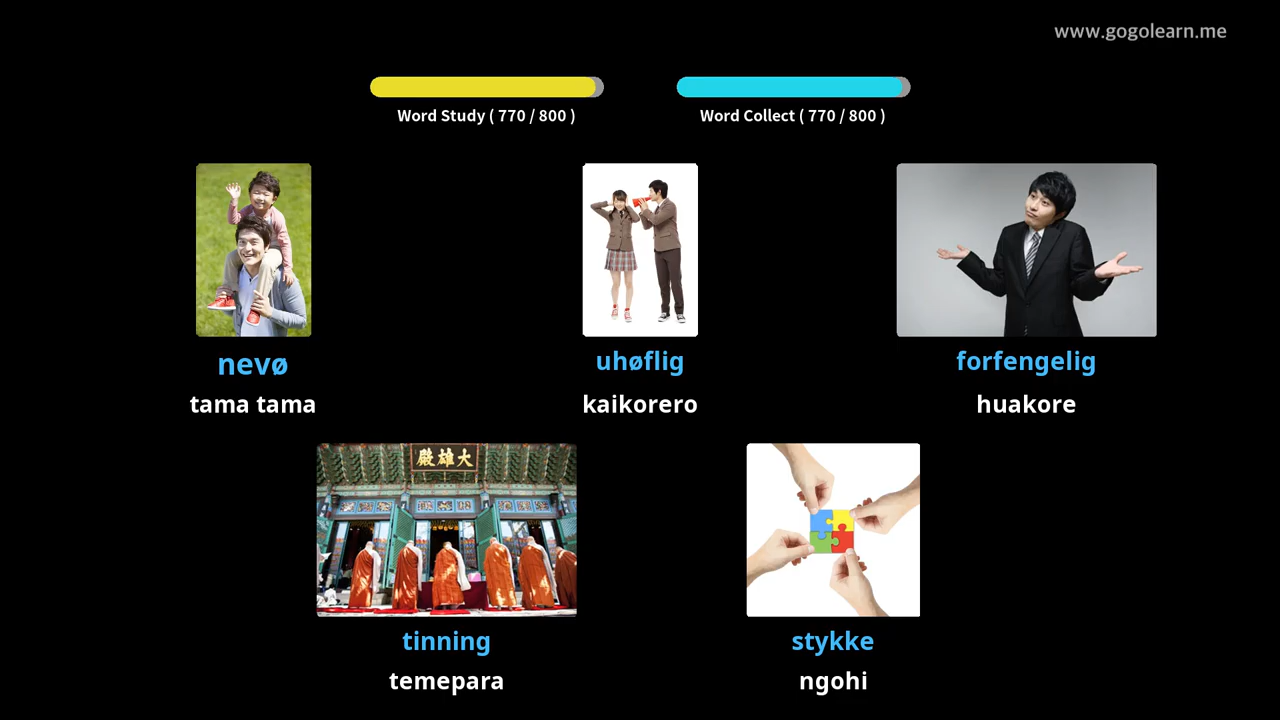 www.gogolearn.me
Word Study ( 770 / 800 )
Word Collect ( 770 / 800 )
nevø
uhøflig
forfengelig
tama tama
kaikorero
huakore
殿雄大
tinning
stykke
temepara
ngohi